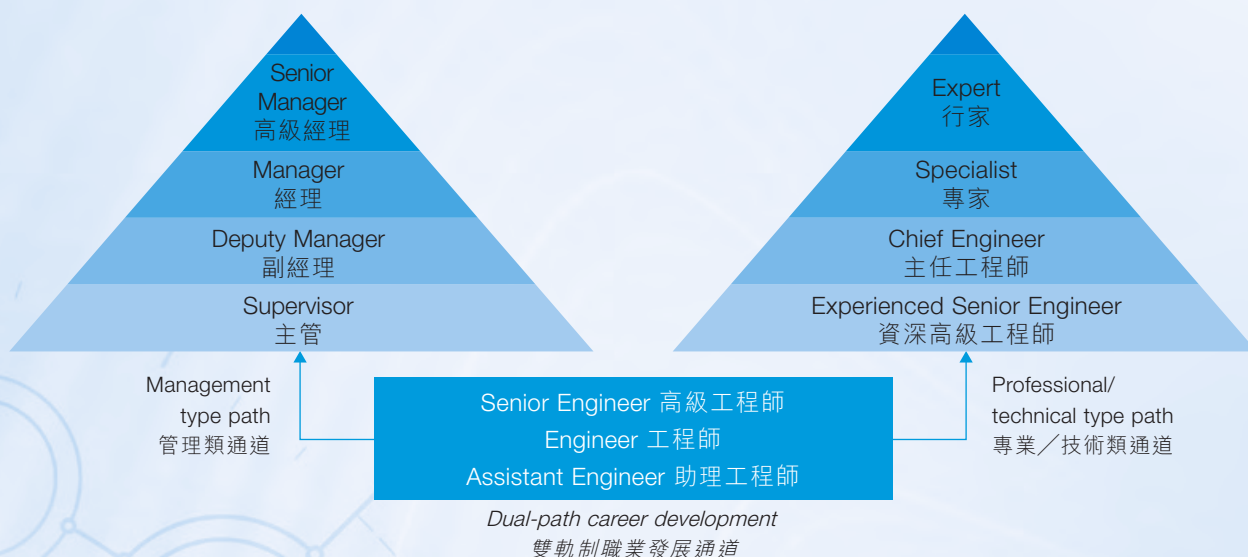 Senior
Manager
高級經理
Manager
經理
Deputy Manager
副經理
Supervisor
主管
Expert
行家
Specialist
專家
Chief Engineer
主任工程師
Experienced Senior Engineer
資深高級工程師
Management
type path
管理類通道
Senior Engineer 高級工程師
Engineer 工程師
Assistant Engineer 助理工程師
Professional/
technical type path
專業╱技術類通道
Dual-path career development
雙軌制職業發展通道